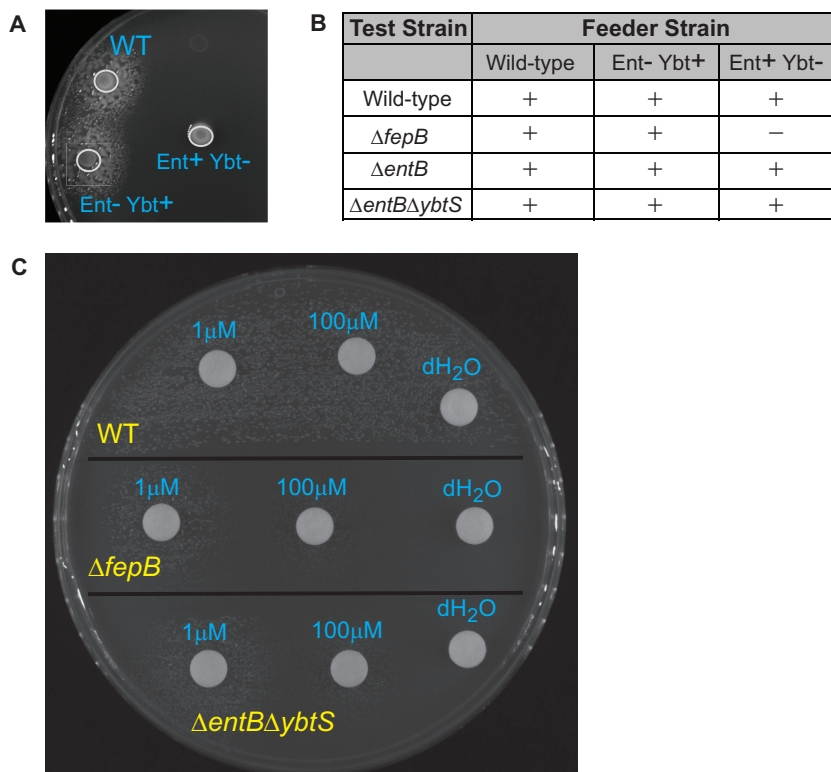 A
WT
Ent+ Ybt-
Ent- Ybt+
B
Test Strain Feeder Strain
Wild-type Ent- Ybt+ Ent+ Ybt-
Wild-type + + +
ΔfepB + + −
ΔentB + + +
ΔentBΔybtS + + +
C
1μM 100μM dH2O
WT
1μM 100μM dH2O
ΔfepB
1μM 100μM dH2O
ΔentBΔybtS